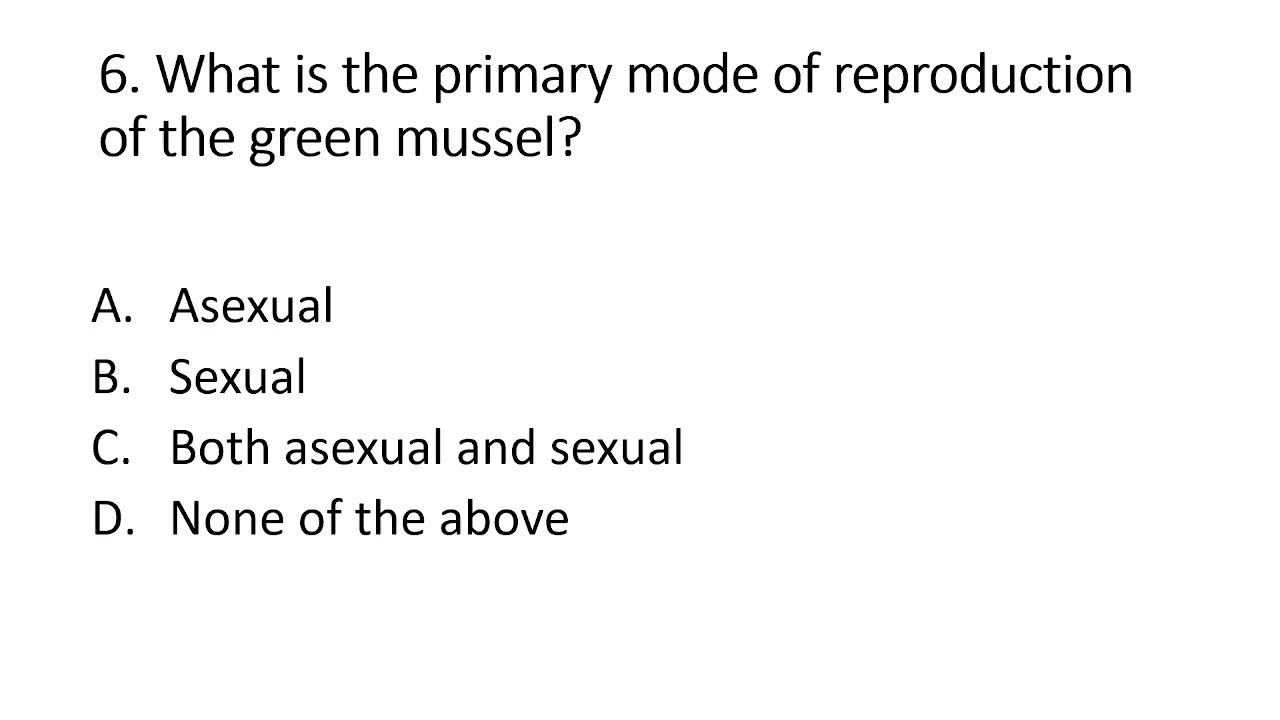 6. What is the primary mode of reproduction
of the green mussel?
A. Asexual
B. Sexual
C. Both asexual and sexual
D. None of the above